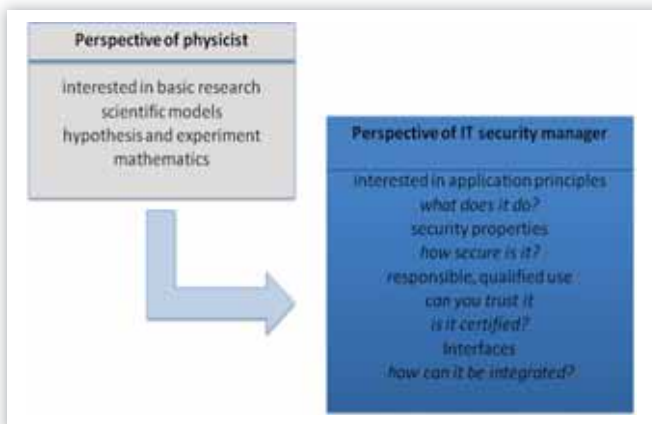 Perspective of physicist
interested in basic research
scientific models
hypothesis and experiment
mathematics
Perspective of IT security manager
interested in application principles
what does it do?
security properties
how secure is it?
responsible, qualified use
can you trust it
is it certified?
Interfaces
how can it be integrated?